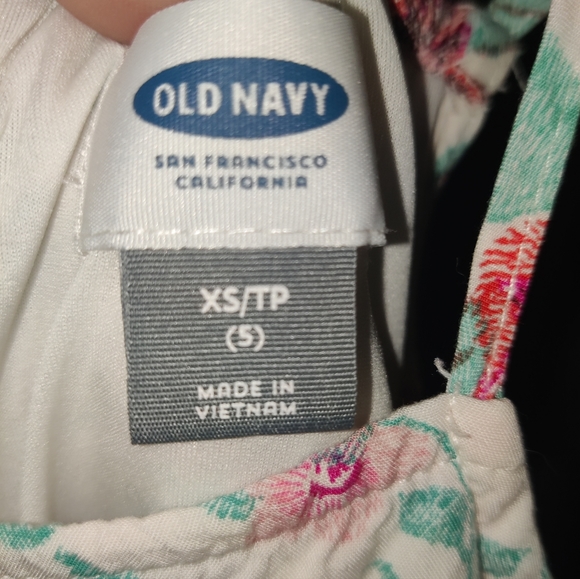 OLD NAVY
SAN FRANCISCO
CALIFORNIA
XS/TP
(5)
MADE IN
VIETNAM